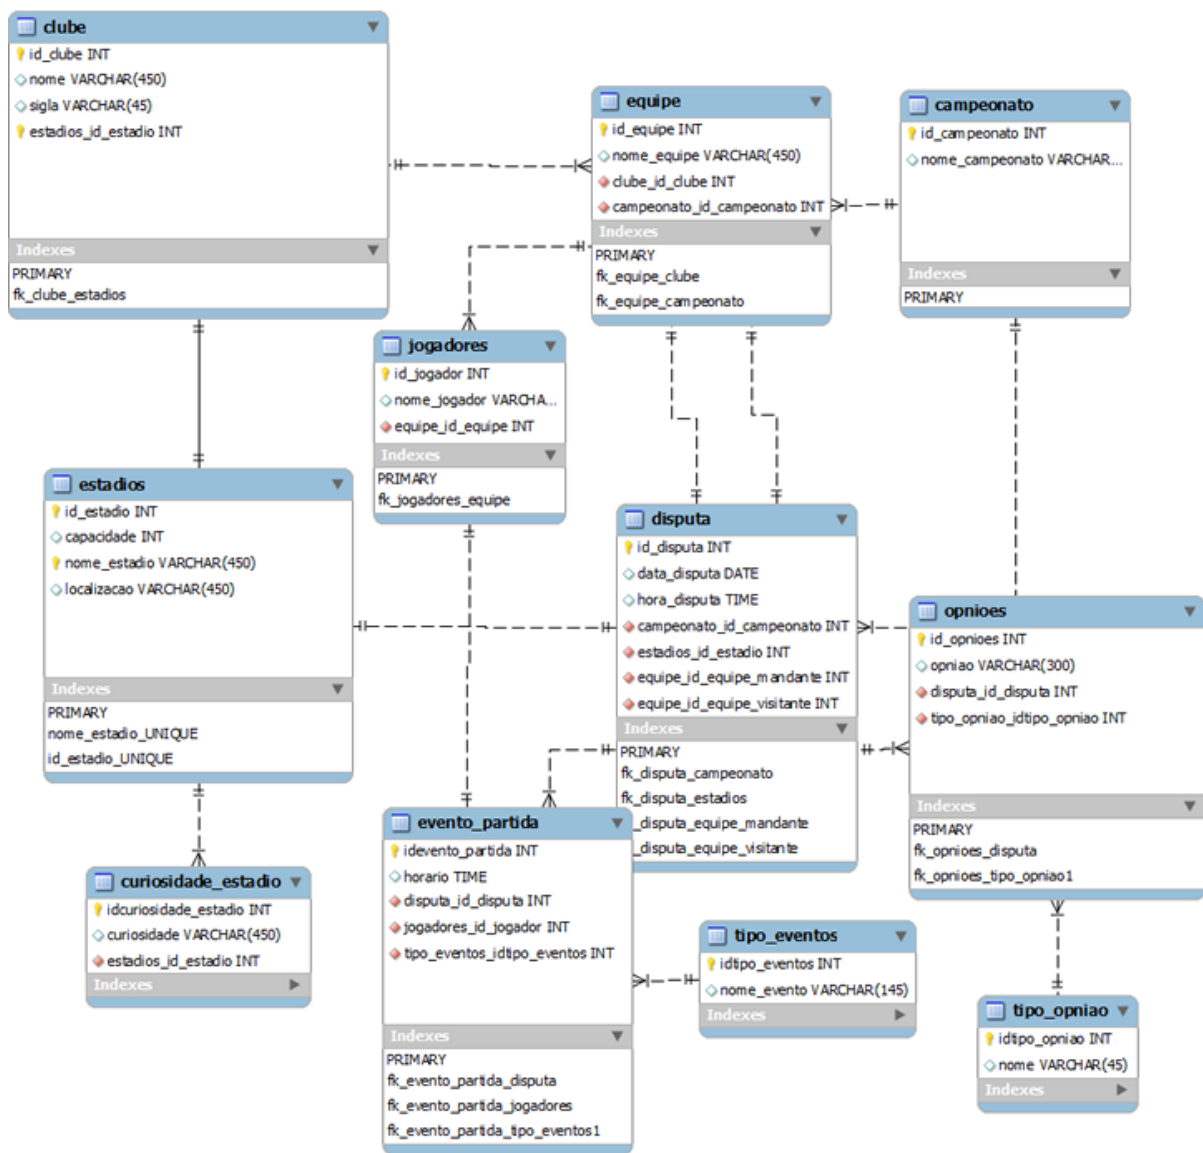 clube
id_clube INT
nome VARCHAR(450)
sigla VARCHAR(45)
estadios_id_estadio INT
Indexes
PRIMARY
fk_clube_estadios
equipe
id_equipe INT
nome_equipe VARCHAR(450)
clube_id_clube INT
campeonato_id_campeonato INT
Indexes
PRIMARY
fk_equipe_clube
fk_equipe_campeonato
campeonato
id_campeonato INT
nome_campeonato VARCHAR...
Indexes
PRIMARY
jogadores
id_jogador INT
nome_jogador VARCHA...
equipe_id_equipe INT
Indexes
PRIMARY
fk_jogadores_equipe
estadios
id_estadio INT
capacidade INT
nome_estadio VARCHAR(450)
localizacao VARCHAR(450)
Indexes
PRIMARY
nome_estadio_UNIQUE
id_estadio_UNIQUE
disputa
id_disputa INT
data_disputa DATE
hora_disputa TIME
campeonato_id_campeonato INT
estadios_id_estadio INT
equipe_id_equipe_mandante INT
equipe_id_equipe_visitante INT
Indexes
PRIMARY
fk_disputa_campeonato
fk_disputa_estadios
_disputa_equipe_mandante
_disputa_equipe_visitante
opnioes
id_opnioes INT
opniao VARCHAR(300)
disputa_id_disputa INT
tipo_opniao_idtipo_opniao INT
Indexes
PRIMARY
fk_opnioes_disputa
fk_opnioes_tipo_opniao1
evento_partida
idevento_partida INT
horario TIME
disputa_id_disputa INT
jogadores_id_jogador INT
tipo_eventos_idtipo_eventos INT
Indexes
PRIMARY
fk_evento_partida_disputa
fk_evento_partida_jogadores
fk_evento_partida_tipo_eventos1
curiosidade_estadio
idcuriosidade_estadio INT
curiosidade VARCHAR(450)
estadios_id_estadio INT
Indexes
tipo_eventos
idtipo_eventos INT
nome_evento VARCHAR(145)
Indexes
tipo_opniao
idtipo_opniao INT
nome VARCHAR(45)
Indexes